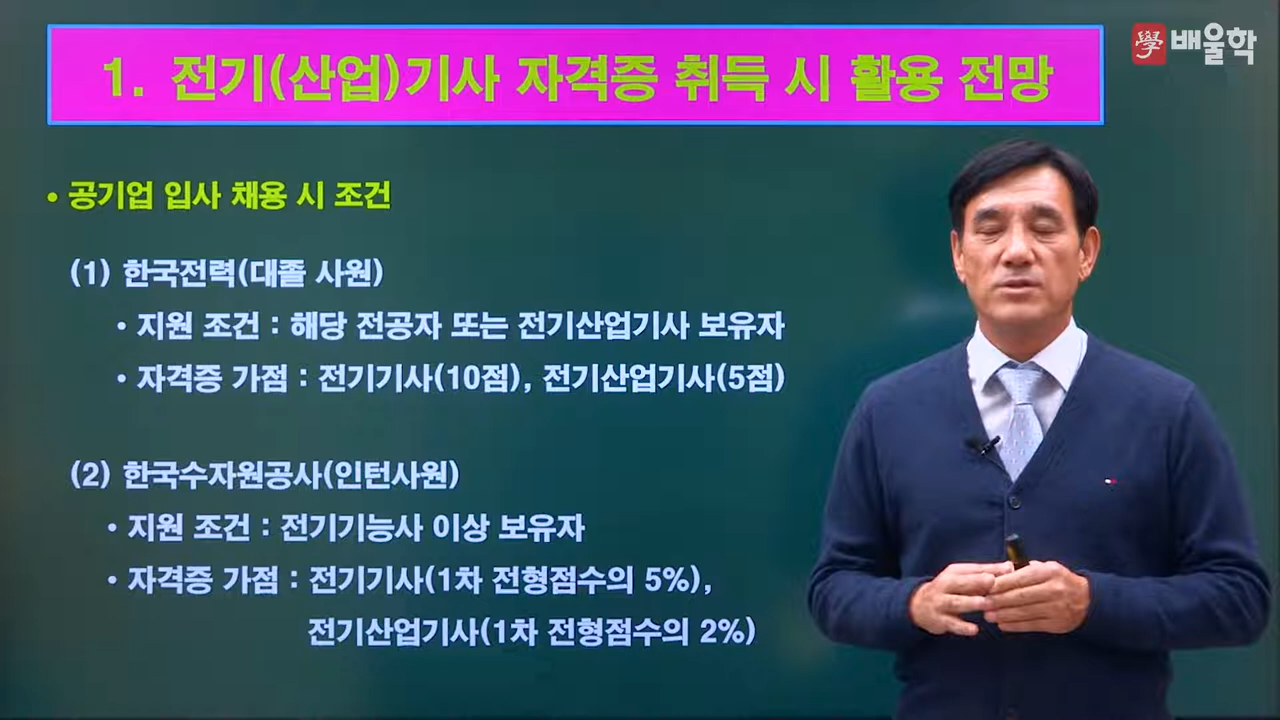 1. 전기(산업)기사 자격증 취득 시 활용 전망
學 배울학
• 공기업 입사 채용 시 조건
(1) 한국전력(대졸 사원)
• 지원 조건 : 해당 전공자 또는 전기산업기사 보유자
• 자격증 가점 : 전기기사(10점), 전기산업기사(5점)
(2) 한국수자원공사(인턴사원)
• 지원 조건 : 전기기능사 이상 보유자
• 자격증 가점 : 전기기사(1차 전형점수의 5%),
전기산업기사(1차 전형점수의 2%)